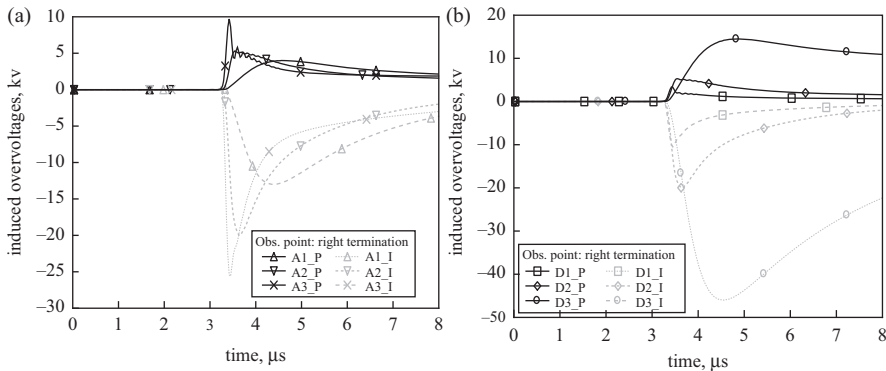 (a)
10
5
0
−5
−10
−15
−20
−25
−30
induced overvoltages, kv
Obs. point: right termination
A1_P A1_I
A2_P A2_I
A3_P A3_I
0 1 2 3 4 5 6 7 8
time, μs
(b)
20
10
0
−10
−20
−30
−40
−50
induced overvoltages, kv
Obs. point: right termination
D1_P D1_I
D2_P D2_I
D3_P D3_I
0 1 2 3 4 5 6 7 8
time, μs